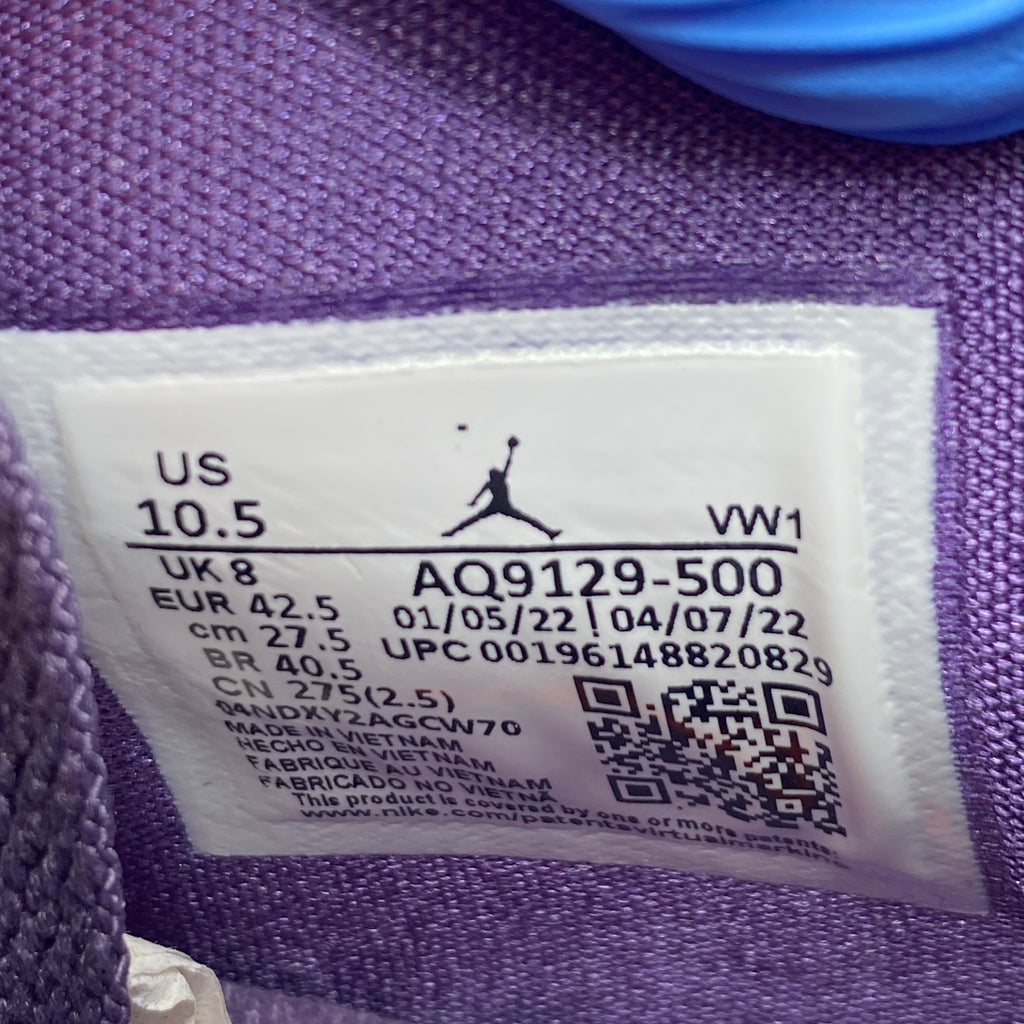 US
10.5
VW1
UK 8
EUR 42.5
cm 27.5
BR 40.5
CN 275(2.5)
AQ9129-500
01/05/22 | 04/07/22
UPC 00196148820829
04NDXY2AGCW70
MADE IN VIETNAM
HECHO EN VIETNAM
FABRIQUE AU VIETNAM
FABRICADO NO VIETNÃ
This product is covered by one or more patents:
www.nike.com/patentsvirtualmarking